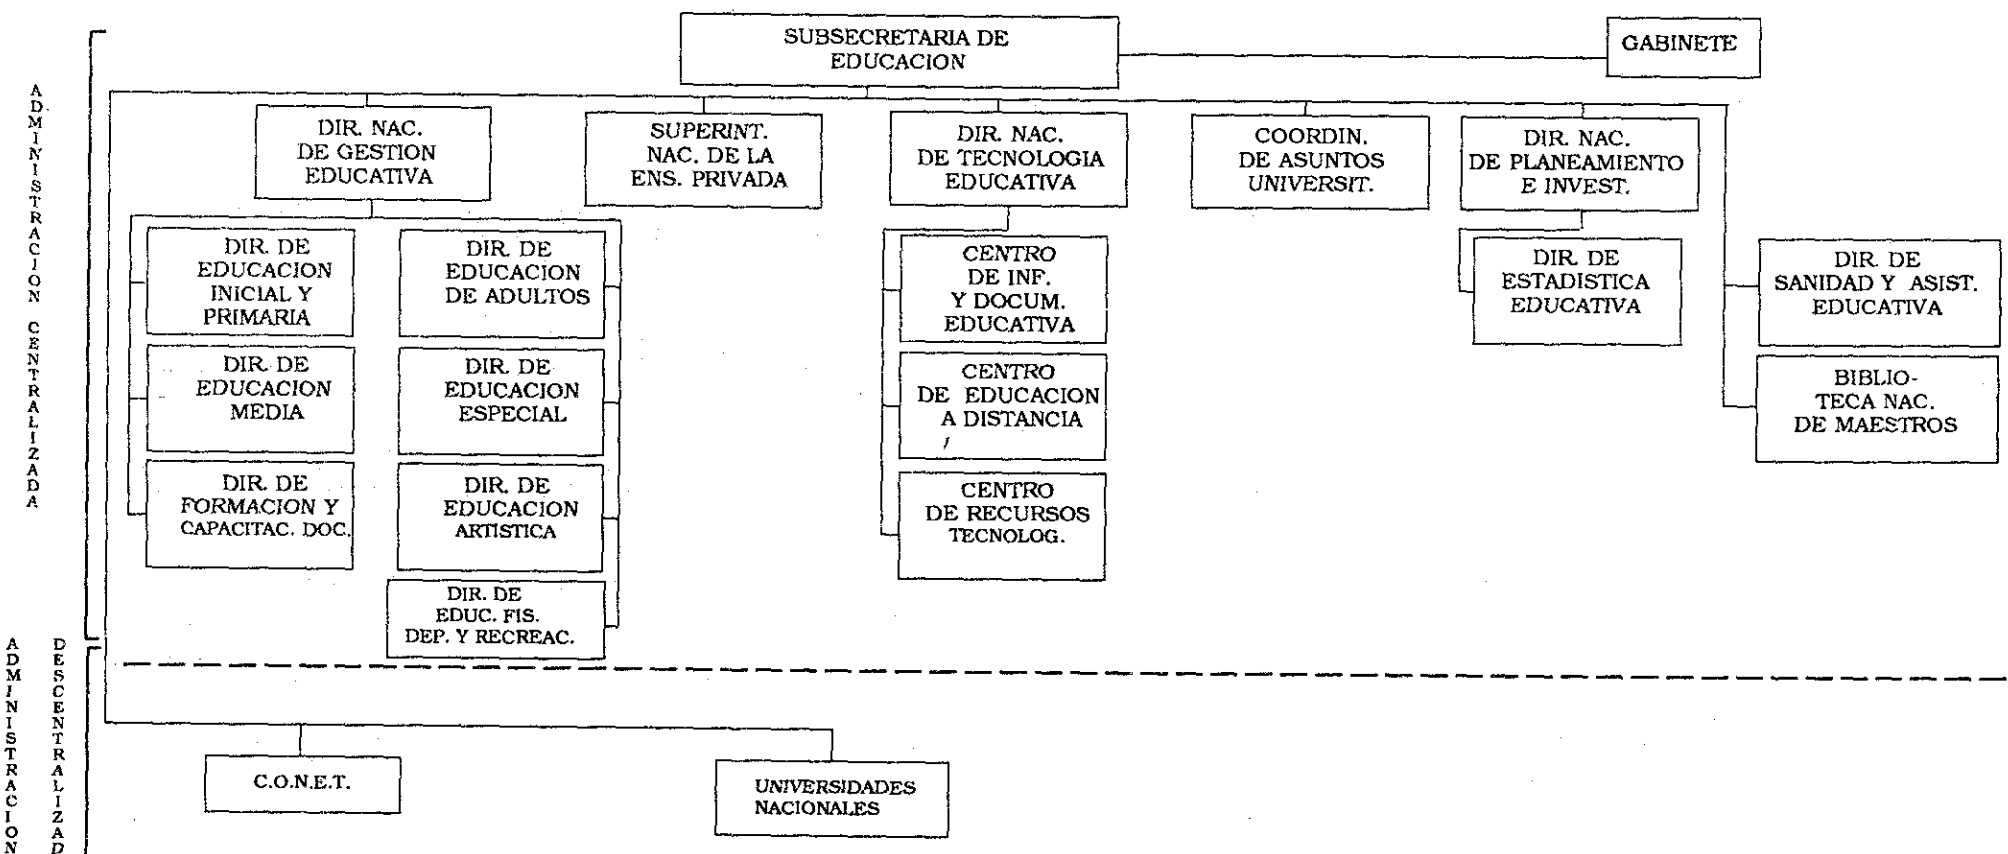 SUBSECRETARIA DE
EDUCACION
GABINETE
ADMINISTRACION CENTRALIZADA
DIR. NAC.
DE GESTION
EDUCATIVA
SUPERINT.
NAC. DE LA
ENS. PRIVADA
DIR. NAC.
DE TECNOLOGIA
EDUCATIVA
COORDIN.
DE ASUNTOS
UNIVERSIT.
DIR. NAC.
DE PLANEAMIENTO
E INVEST.
DIR. DE
EDUCACION
INICIAL Y
PRIMARIA
DIR. DE
EDUCACION
DE ADULTOS
CENTRO
DE INF.
Y DOCUM.
EDUCATIVA
DIR. DE
ESTADISTICA
EDUCATIVA
DIR. DE
SANIDAD Y ASIST.
EDUCATIVA
DIR. DE
EDUCACION
MEDIA
DIR. DE
EDUCACION
ESPECIAL
CENTRO
DE EDUCACION
A DISTANCIA
BIBLIO-
TECA NAC.
DE MAESTROS
DIR. DE
FORMACION Y
CAPACITAC. DOC.
DIR. DE
EDUCACION
ARTISTICA
CENTRO
DE RECURSOS
TECNOLOG.
DIR. DE
EDUC. FIS.
DEP. Y RECREAC.
ADMINISTRACION
DESCENTRALIZAD
C.O.N.E.T.
UNIVERSIDADES
NACIONALES